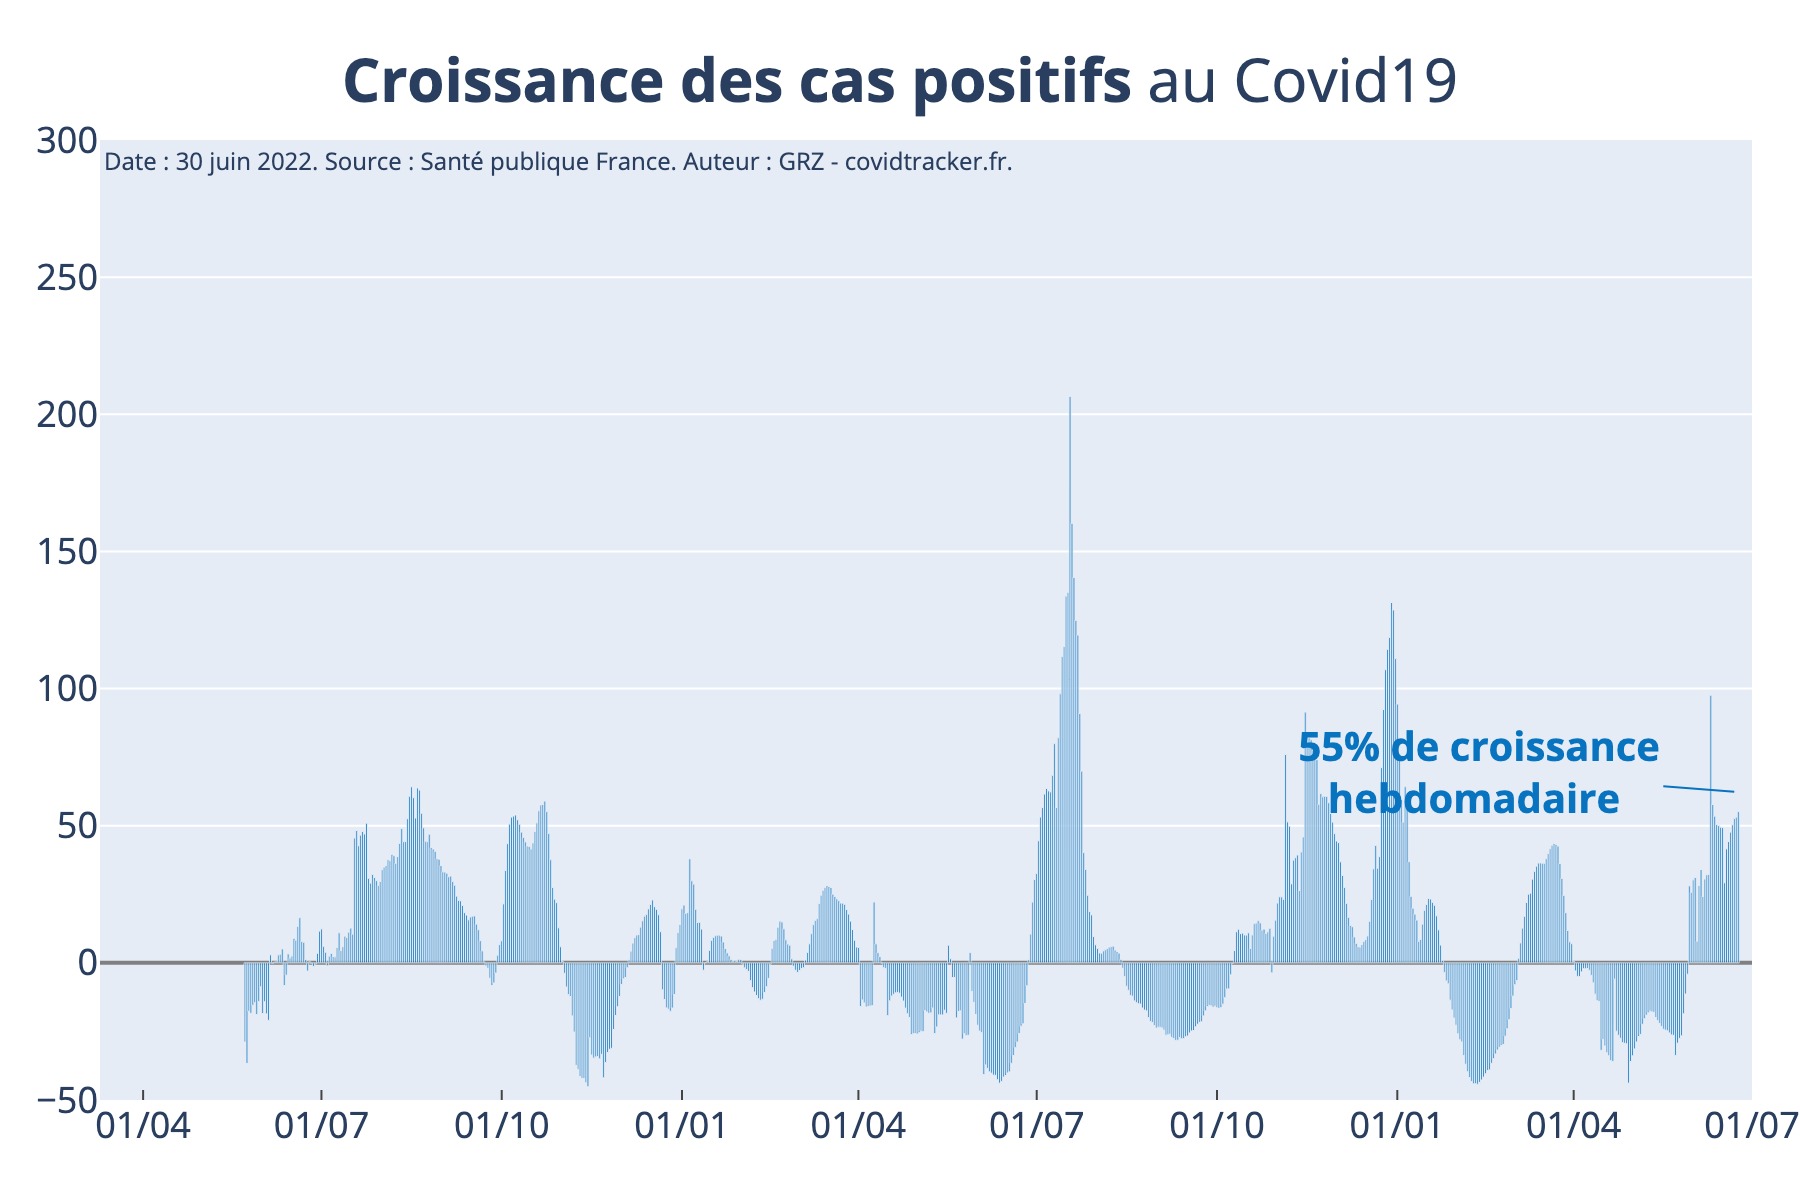 Croissance des cas positifs au Covid19
300
Date : 30 juin 2022. Source : Santé publique France. Auteur : GRZ - covidtracker.fr.
250
200
150
100
55% de croissance
hebdomadaire
50
0
−50
01/04 01/07 01/10 01/01 01/04 01/07 01/10 01/01 01/04 01/07